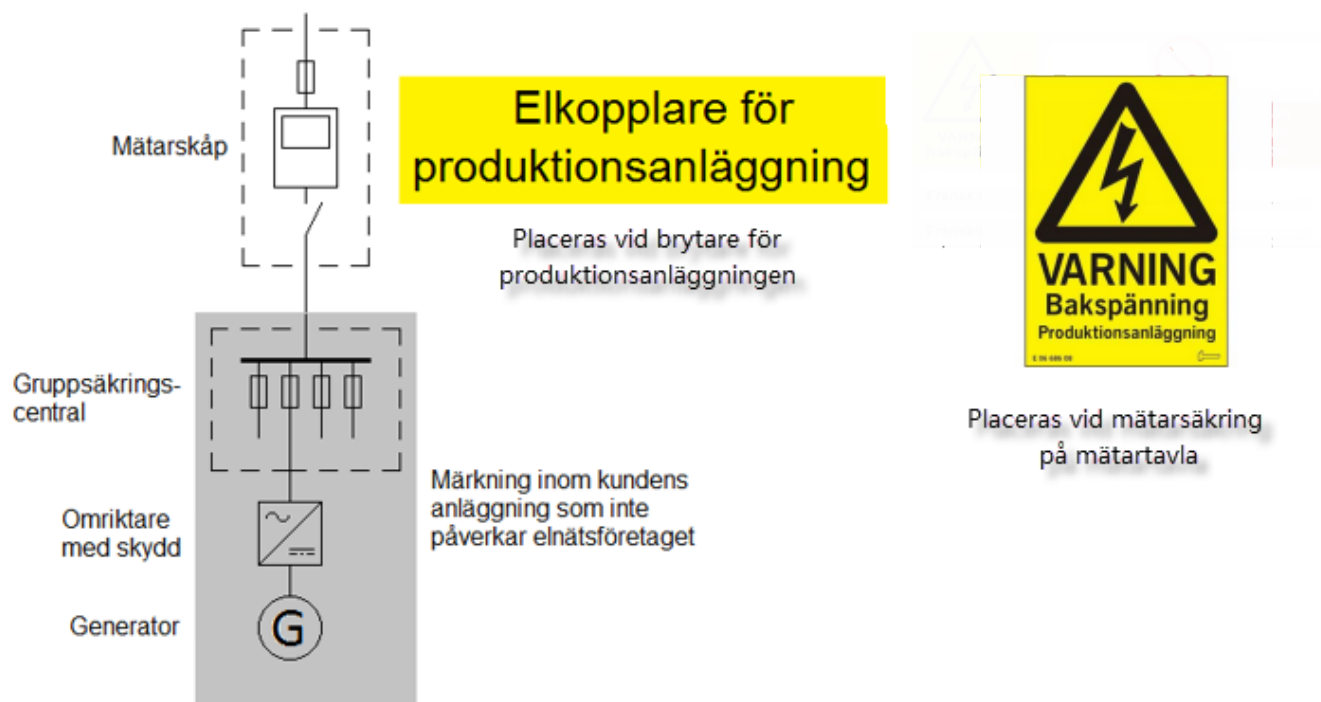 Mätarskåp
Elkopplare för
produktionsanläggning
Placeras vid brytare för
produktionsanläggningen
VARNING
Bakspänning
Produktionsanläggning
Placeras vid mätarsäkring
på mätartavla
Gruppsäkrings-
central
Märkning inom kundens
anläggning som inte
påverkar elnätsföretaget
Omriktare
med skydd
Generator
G